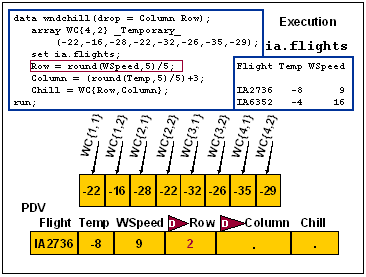 data wndchill(drop = Column Row);
array WC{4,2} _Temporary_
(-22,-16,-28,-22,-32,-26,-35,-29);
set ia.flights;
Row = round(WSpeed,5)/5;
Column = (round(Temp,5)/5)+3;
Chill = WC{Row,Column};
run;
Execution
ia.flights
Flight Temp WSpeed
IA2736 -8 9
IA6352 -4 16
WC{1,1} WC{1,2} WC{2,1} WC{2,2} WC{3,1} WC{3,2} WC{4,1} WC{4,2}
-22 -16 -28 -22 -32 -26 -35 -29
PDV
Flight Temp WSpeed D Row D Column Chill
IA2736 -8 9 2 . .